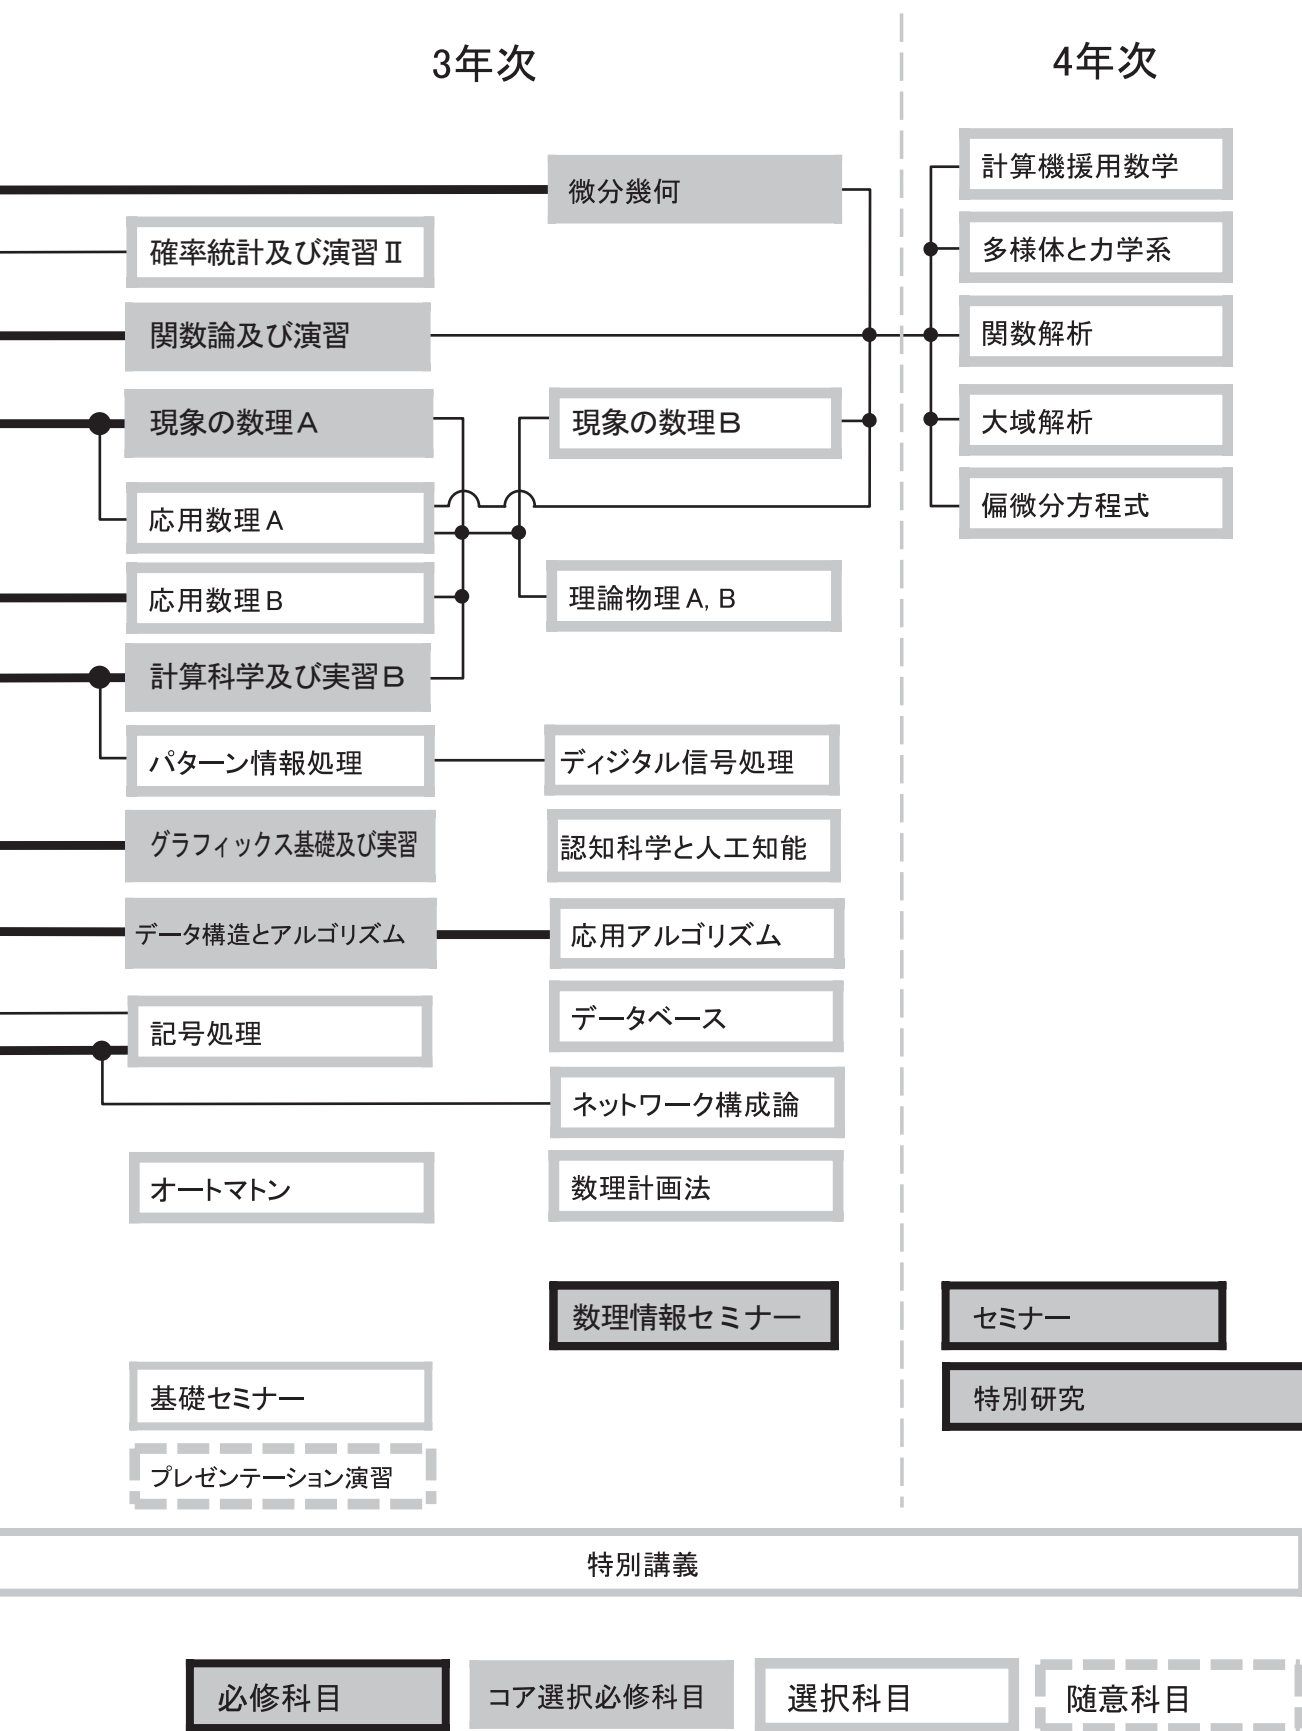 3年次
4年次
計算機援用数学
微分幾何
確率統計及び演習Ⅱ
多様体と力学系
関数論及び演習
関数解析
現象の数理A
現象の数理B
大域解析
応用数理A
偏微分方程式
応用数理B
理論物理A, B
計算科学及び実習B
パターン情報処理
ディジタル信号処理
グラフィックス基礎及び実習
認知科学と人工知能
データ構造とアルゴリズム
応用アルゴリズム
データベース
記号処理
ネットワーク構成論
オートマトン
数理計画法
数理情報セミナー
セミナー
基礎セミナー
特別研究
プレゼンテーション演習
特別講義
必修科目
コア選択必修科目
選択科目
随意科目